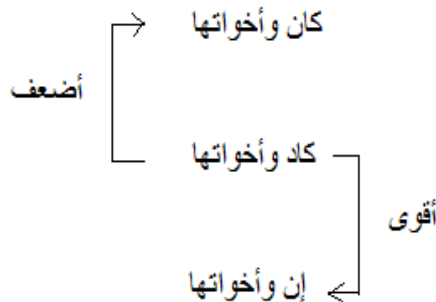 كان وأخواتها
أضعف
كاد وأخواتها
أقوى
إن وأخواتها